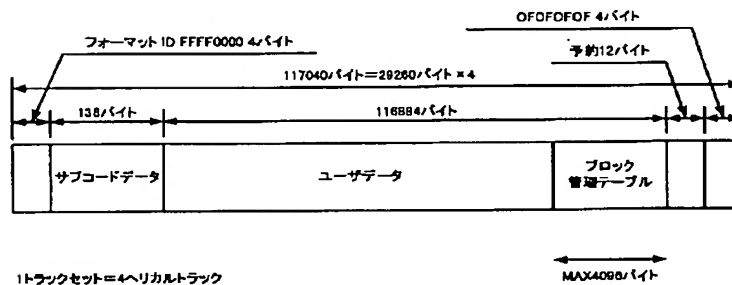 0F0F0F0F 4バイト
フォーマット ID FFFF0000 4バイト
予約12バイト
117040バイト=29260バイト×4
136バイト
116884バイト
サブコードデータ
ユーザデータ
ブロック
管理テーブル
1トラックセット=4ヘリカルトラック
MAX4096バイト